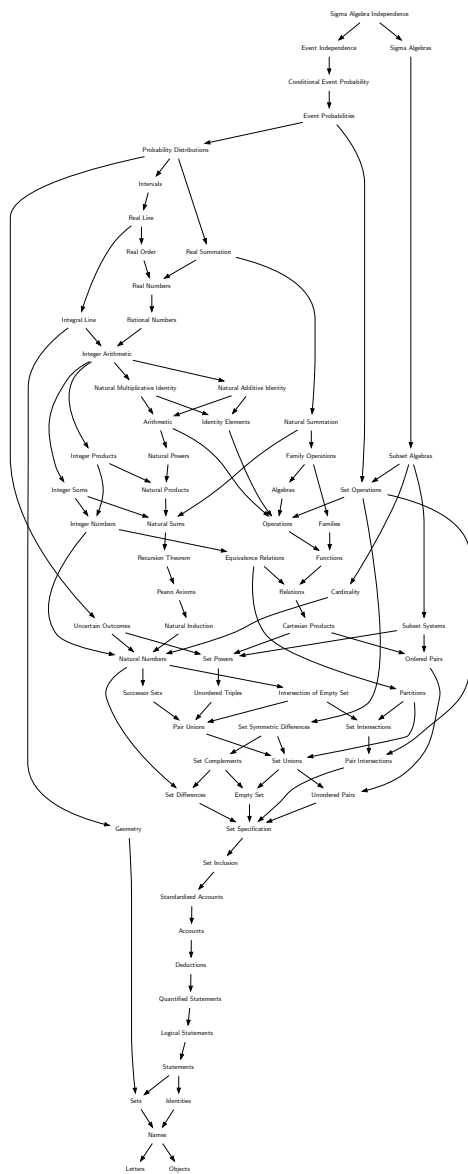 Sigma Algebra Independence
Event Independence
Sigma Algebras
Conditional Event Probability
Event Probabilities
Probability Distributions
Intervals
Real Line
Real Order
Real Summation
Real Numbers
Integral Line
Rational Numbers
Integer Arithmetic
Natural Multiplicative Identity
Natural Additive Identity
Arithmetic
Identity Elements
Natural Summation
Integer Products
Natural Powers
Family Operations
Subset Algebras
Integer Sums
Natural Products
Algebras
Set Operations
Integer Numbers
Natural Sums
Operations
Families
Recursion Theorem
Equivalence Relations
Functions
Peano Axioms
Relations
Cardinality
Uncertain Outcomes
Natural Induction
Cartesian Products
Subset Systems
Natural Numbers
Set Powers
Ordered Pairs
Successor Sets
Unordered Triples
Intersection of Empty Set
Partitions
Pair Unions
Set Symmetric Differences
Set Intersections
Set Complements
Set Unions
Pair Intersections
Set Differences
Empty Set
Unordered Pairs
Geometry
Set Specification
Set Inclusion
Standardized Accounts
Accounts
Deductions
Quantified Statements
Logical Statements
Statements
Sets
Identities
Names
Letters
Objects